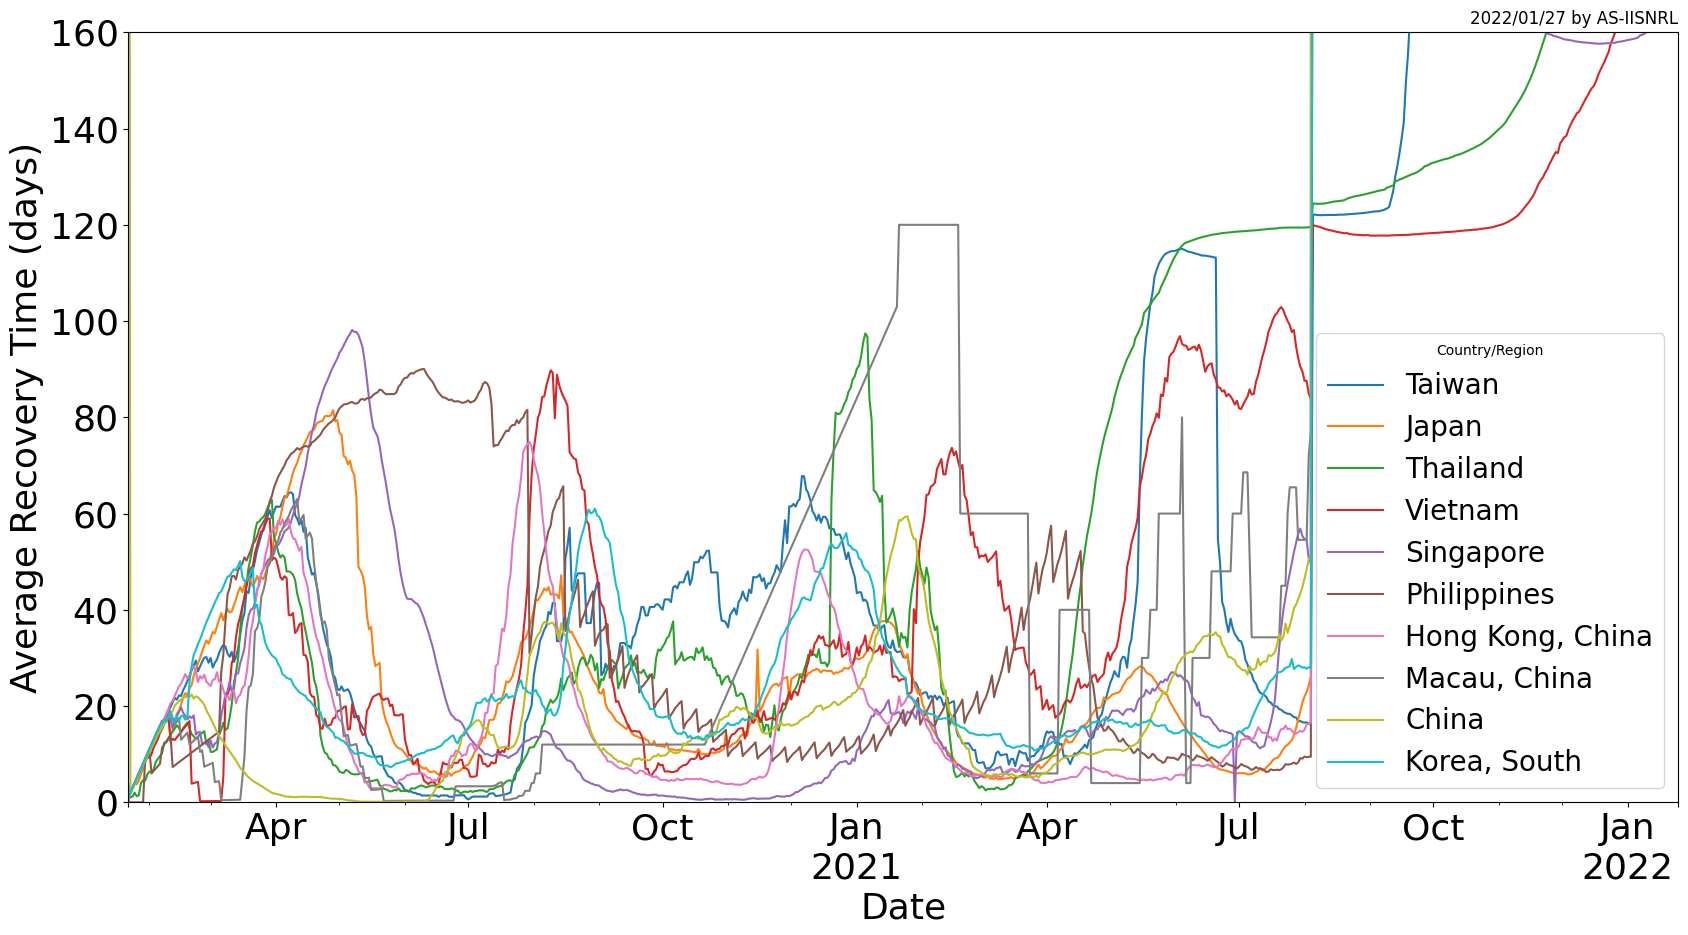 2022/01/27 by AS-IISNRL
160
140
120
100
80
60
40
20
0
Average Recovery Time (days)
Country/Region
Taiwan
Japan
Thailand
Vietnam
Singapore
Philippines
Hong Kong, China
Macau, China
China
Korea, South
Apr
Jul
Oct
Jan
2021
Apr
Jul
Oct
Jan
2022
Date